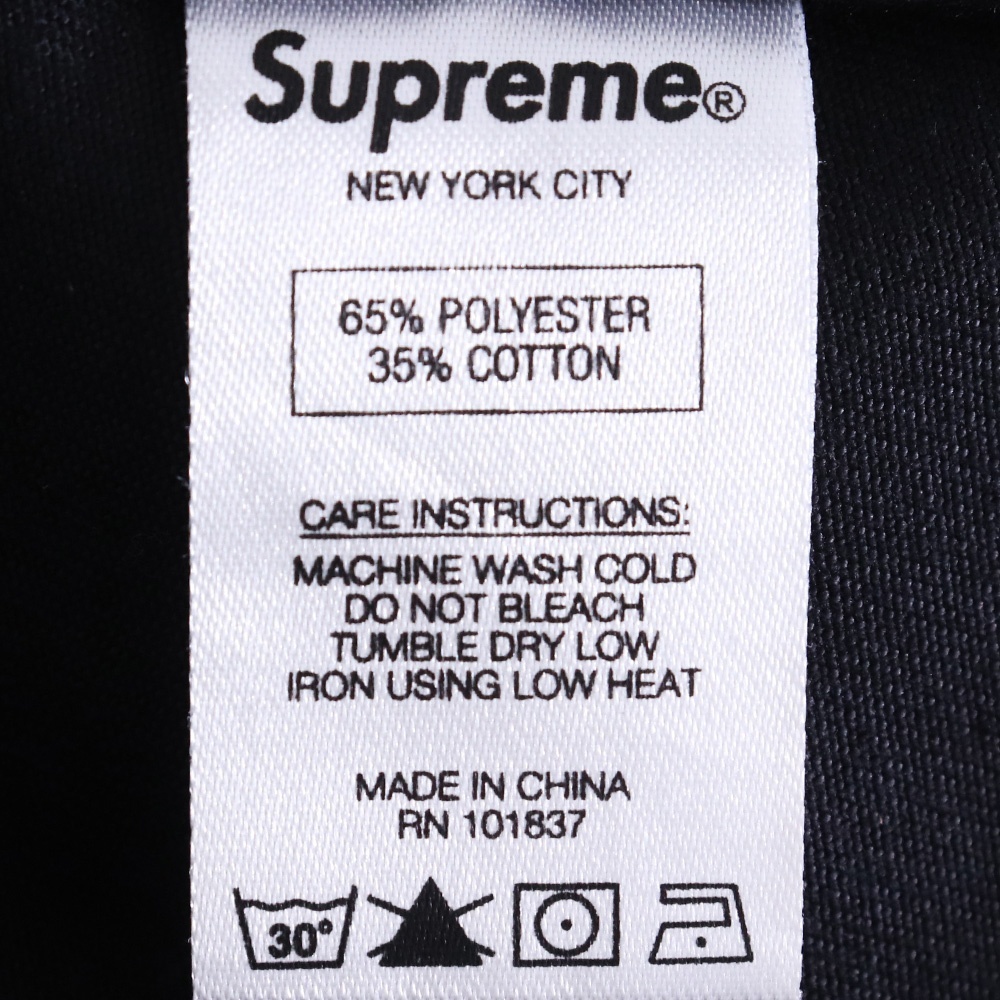 Supreme®
NEW YORK CITY
65% POLYESTER
35% COTTON
CARE INSTRUCTIONS:
MACHINE WASH COLD
DO NOT BLEACH
TUMBLE DRY LOW
IRON USING LOW HEAT
MADE IN CHINA
RN 101837
30°